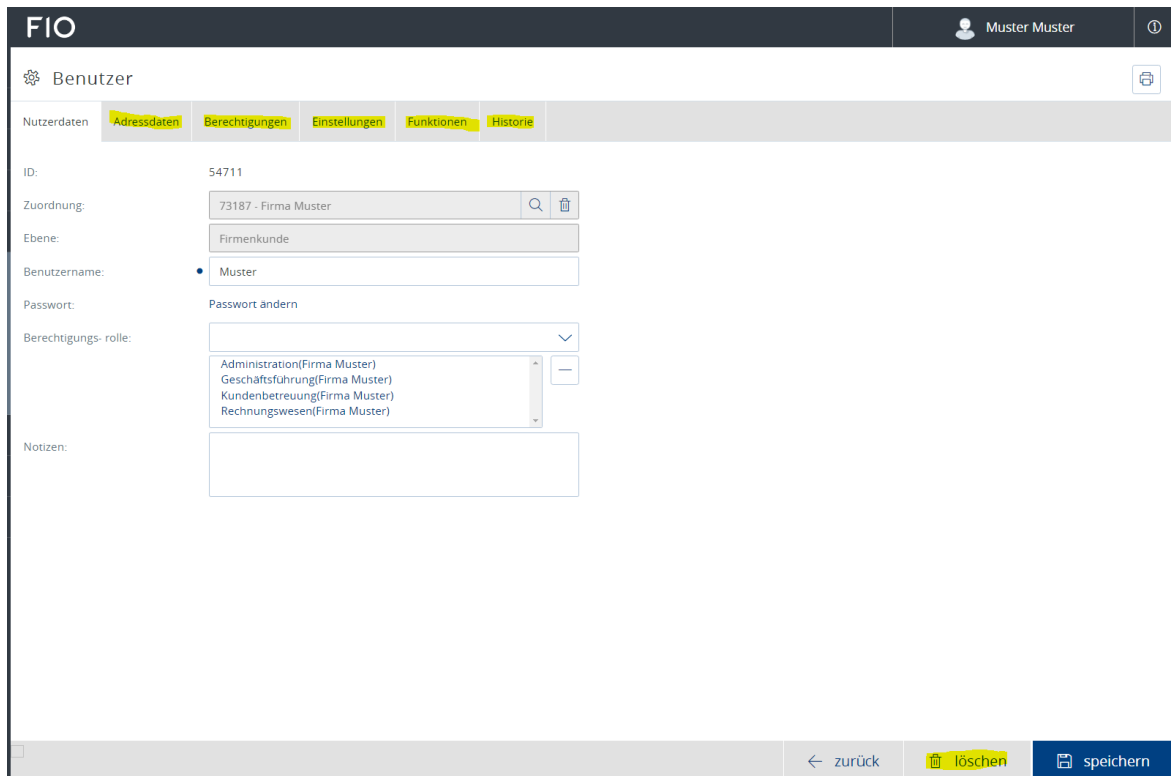 FIO
Muster Muster
Benutzer
Nutzerdaten Adressdaten Berechtigungen Einstellungen Funktionen Historie
ID: 54711
Zuordnung: 73187 - Firma Muster
Ebene: Firmenkunde
Benutzername: Muster
Passwort: Passwort ändern
Berechtigungs- rolle:
Administration(Firma Muster)
Geschäftsführung(Firma Muster)
Kundenbetreuung(Firma Muster)
Rechnungswesen(Firma Muster)
Notizen:
zurück löschen speichern